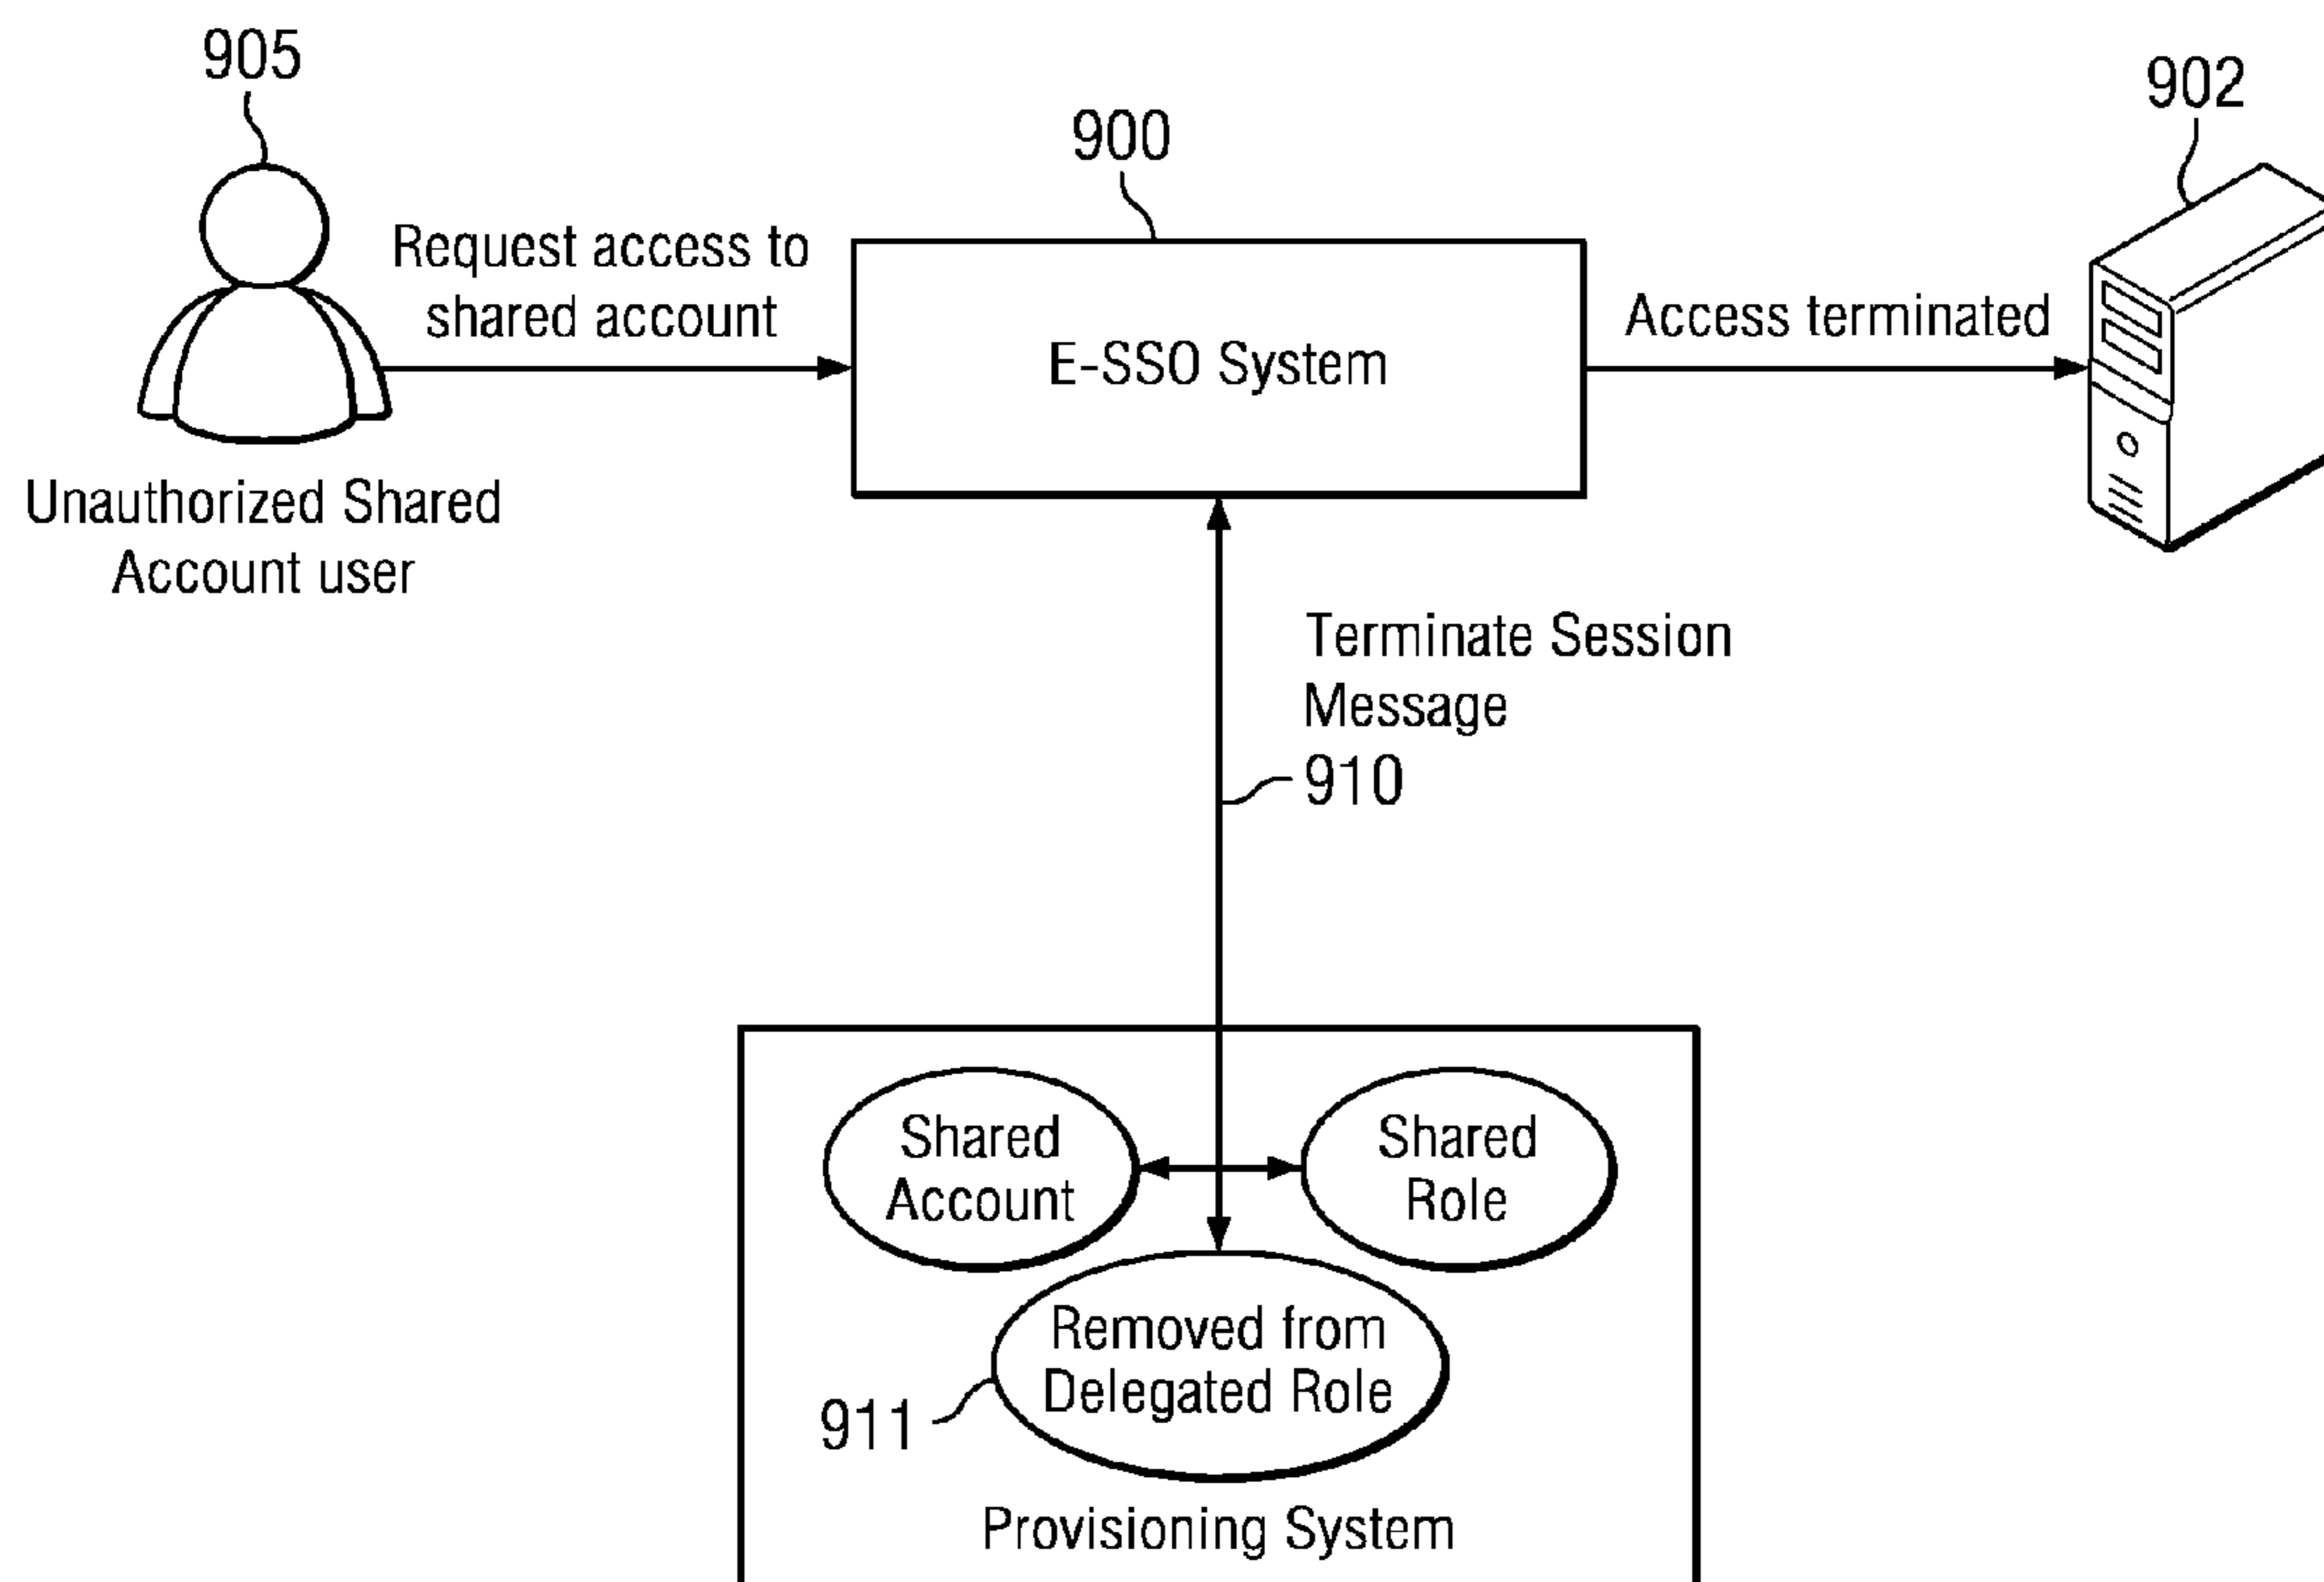 905
902
900
Request access to
shared account
Access terminated
E-SSO System
Unauthorized Shared
Account user
Terminate Session
Message
910
Shared
Account
Shared
Role
Removed from
Delegated Role
911
Provisioning System